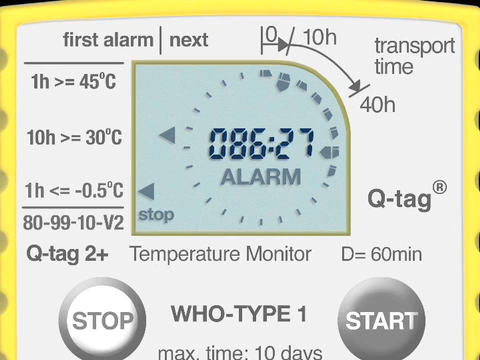 first alarm | next
0 10h
transport
time
40h
1h >= 45°C
10h >= 30°C
1h <= -0.5°C
80-99-10-V2
086:27
ALARM
stop
Q-tag®
Q-tag 2+ Temperature Monitor D= 60min
STOP WHO-TYPE 1 START
max. time: 10 days